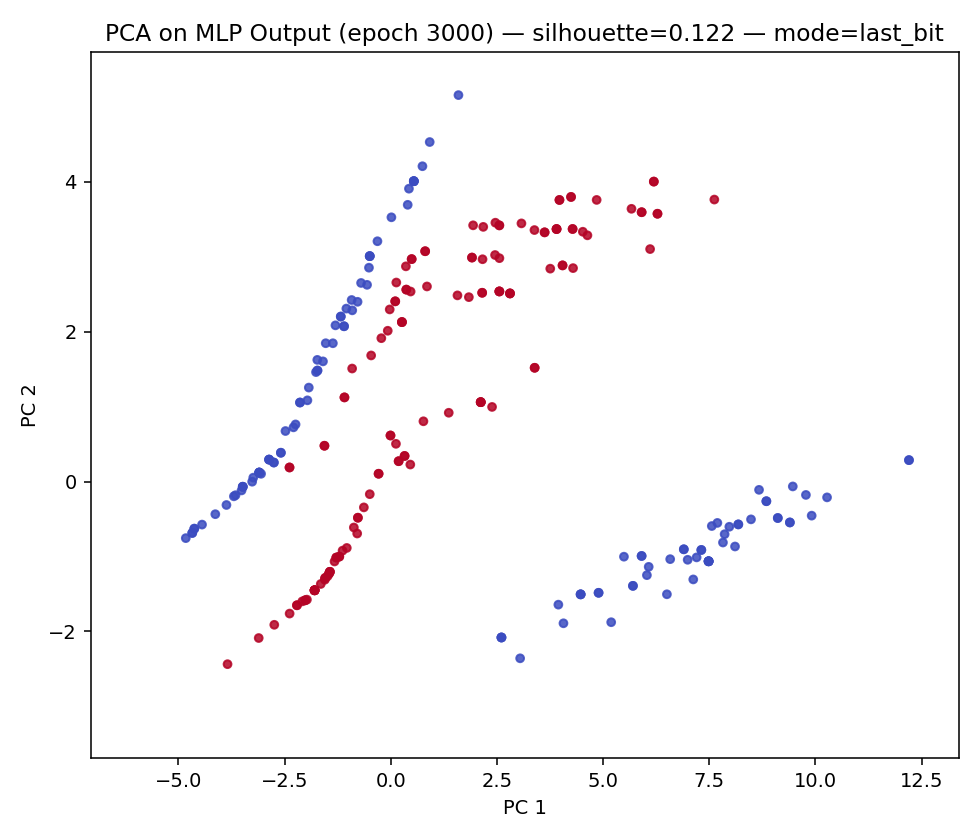 PCA on MLP Output (epoch 3000) — silhouette=0.122 — mode=last_bit
PC 2
4
2
0
−2
−5.0 −2.5 0.0 2.5 5.0 7.5 10.0 12.5
PC 1